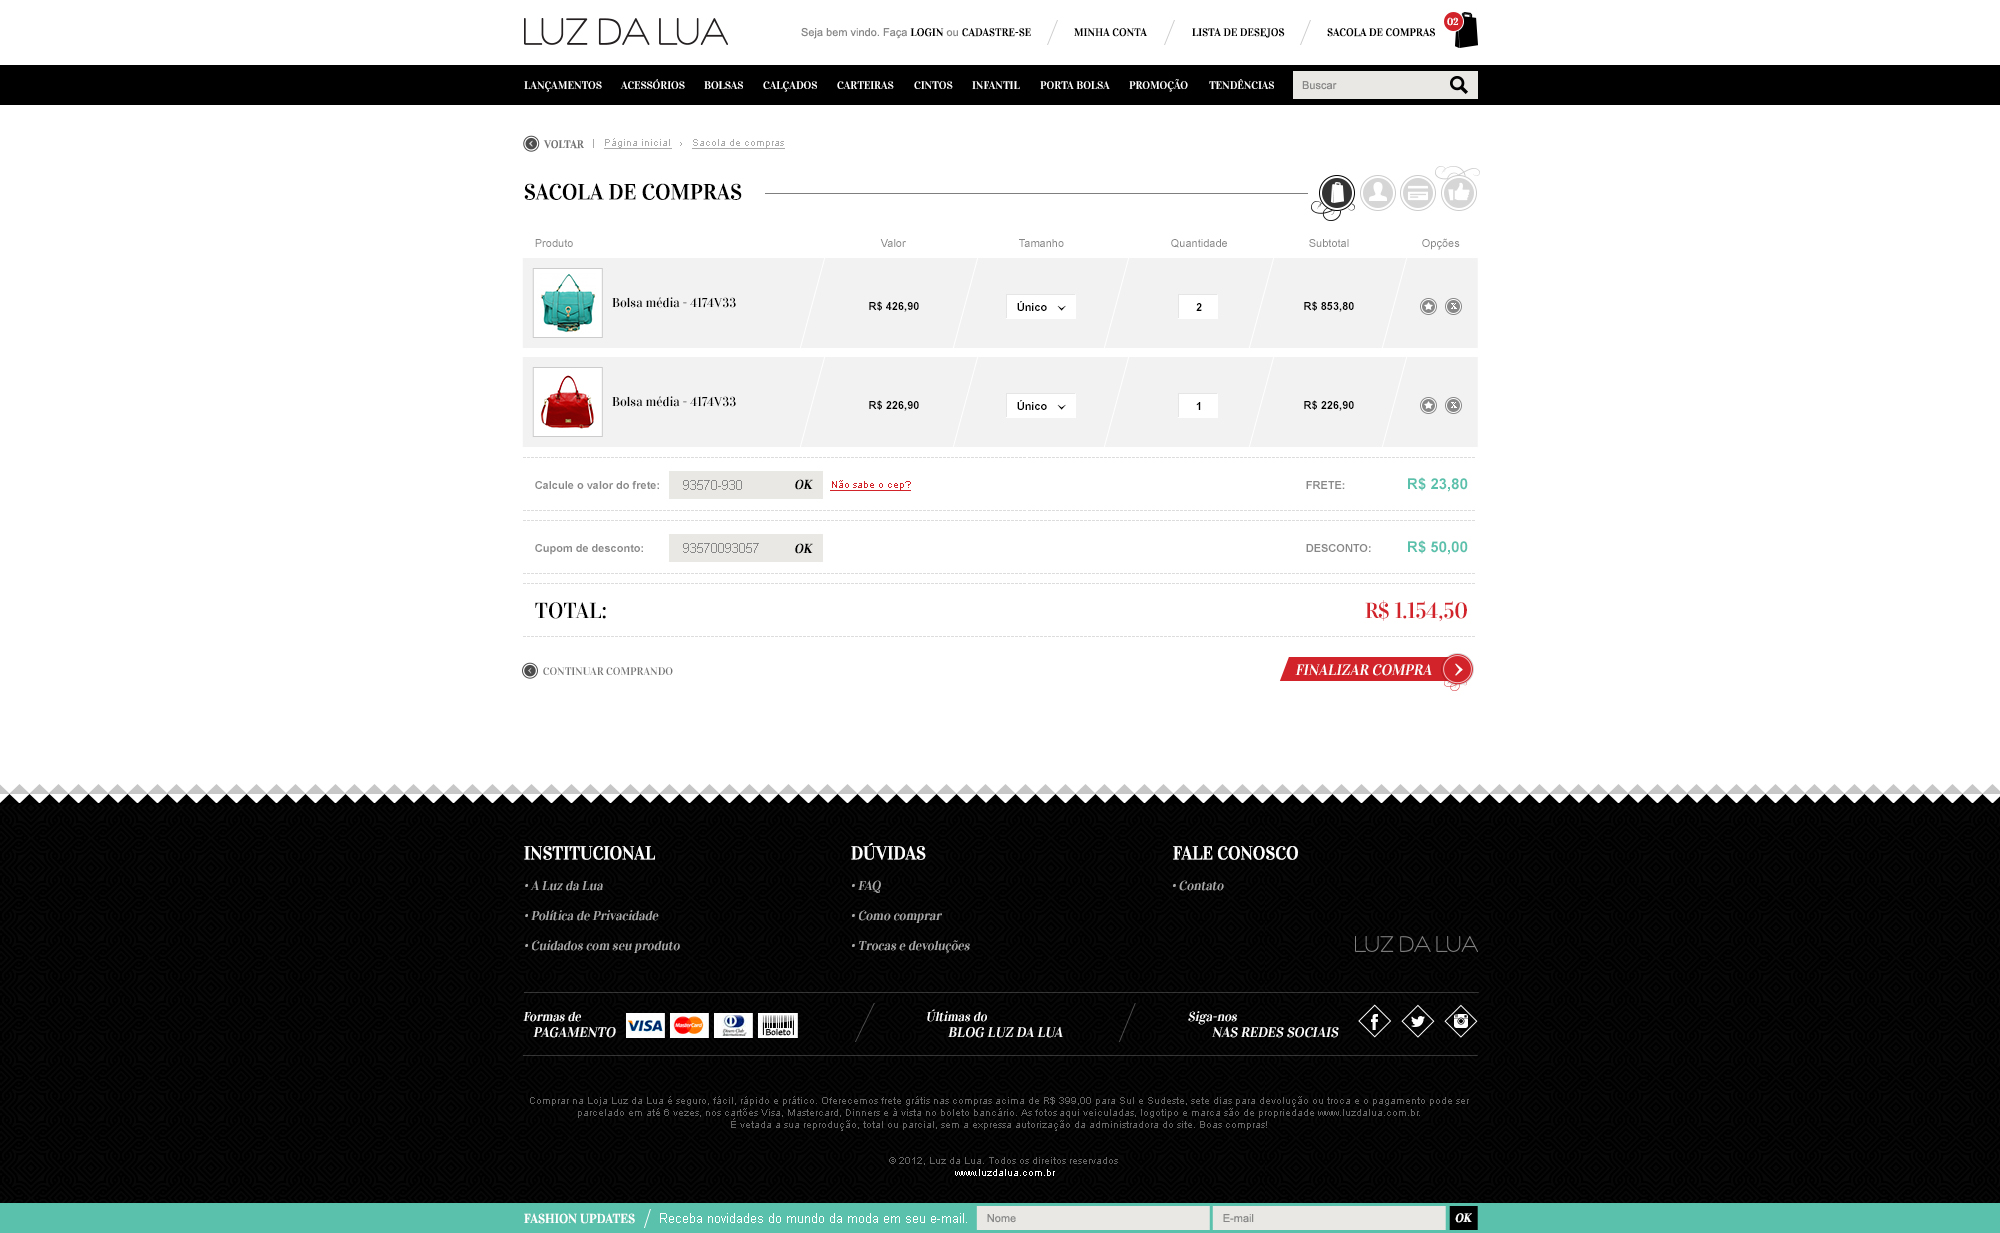 LUZ DA LUA
Seja bem vindo. Faça LOGIN ou CADASTRE-SE
MINHA CONTA
LISTA DE DESEJOS
SACOLA DE COMPRAS
02
LANÇAMENTOS ACESSÓRIOS BOLSAS CALÇADOS CARTEIRAS CINTOS INFANTIL PORTA BOLSA PROMOÇÃO TENDÊNCIAS Buscar
VOLTAR | Página inicial › Sacola de compras
SACOLA DE COMPRAS
Produto Valor Tamanho Quantidade Subtotal Opções
Bolsa média - 4174V33 R$ 426,90 Único 2 R$ 853,80
Bolsa média - 4174V33 R$ 226,90 Único 1 R$ 226,90
Calcule o valor do frete: 93570-930 OK Não sabe o cep? FRETE: R$ 23,80
Cupom de desconto: 93570093057 OK DESCONTO: R$ 50,00
TOTAL: R$ 1.154,50
CONTINUAR COMPRANDO FINALIZAR COMPRA
INSTITUCIONAL
• A Luz da Lua
• Política de Privacidade
• Cuidados com seu produto
DÚVIDAS
• FAQ
• Como comprar
• Trocas e devoluções
FALE CONOSCO
• Contato
LUZ DA LUA
Formas de
PAGAMENTO
VISA
MasterCard
Diners Club
International
Boleto
Últimas do
BLOG LUZ DA LUA
Siga-nos
NAS REDES SOCIAIS
Comprar na Loja Luz da Lua é seguro, fácil, rápido e prático. Oferecemos frete grátis nas compras acima de R$ 399,00 para Sul e Sudeste, sete dias para devolução ou troca e o pagamento pode ser
parcelado em até 6 vezes, nos cartões Visa, Mastercard, Dinners e à vista no boleto bancário. As fotos aqui veiculadas, logotipo e marca são de propriedade www.luzdalua.com.br.
É vetada a sua reprodução, total ou parcial, sem a expressa autorização da administradora do site. Boas compras!
© 2012, Luz da Lua. Todos os direitos reservados
www.luzdalua.com.br
FASHION UPDATES / Receba novidades do mundo da moda em seu e-mail. Nome E-mail OK